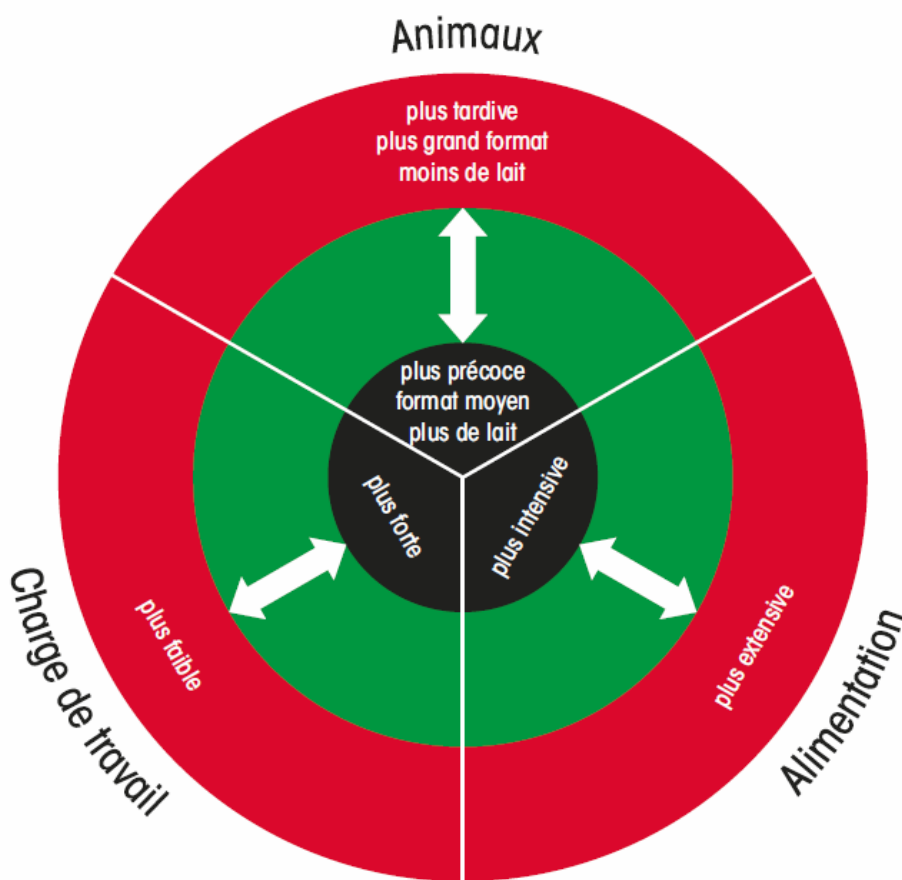 Animaux
plus tardive
plus grand format
moins de lait
plus précoce
format moyen
plus de lait
plus forte
plus intensive
plus faible
plus extensive
Charge de travail
Alimentation